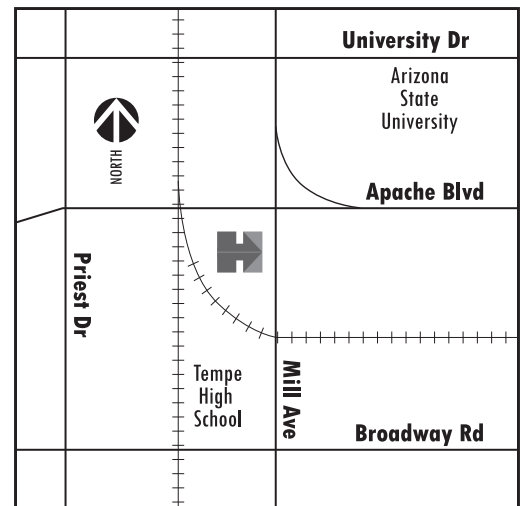 University Dr
Arizona
State
University
NORTH
Apache Blvd
Priest Dr
Tempe
High
School
Mill Ave
Broadway Rd